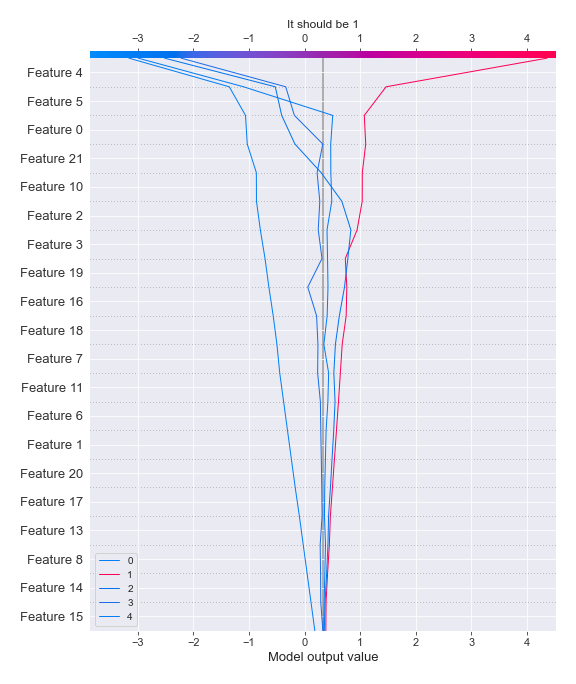 It should be 1
−3 −2 −1 0 1 2 3 4
Feature 4
Feature 5
Feature 0
Feature 21
Feature 10
Feature 2
Feature 3
Feature 19
Feature 16
Feature 18
Feature 7
Feature 11
Feature 6
Feature 1
Feature 20
Feature 17
Feature 13
Feature 8
Feature 14
Feature 15
0
1
2
3
4
−3 −2 −1 0 1 2 3 4
Model output value